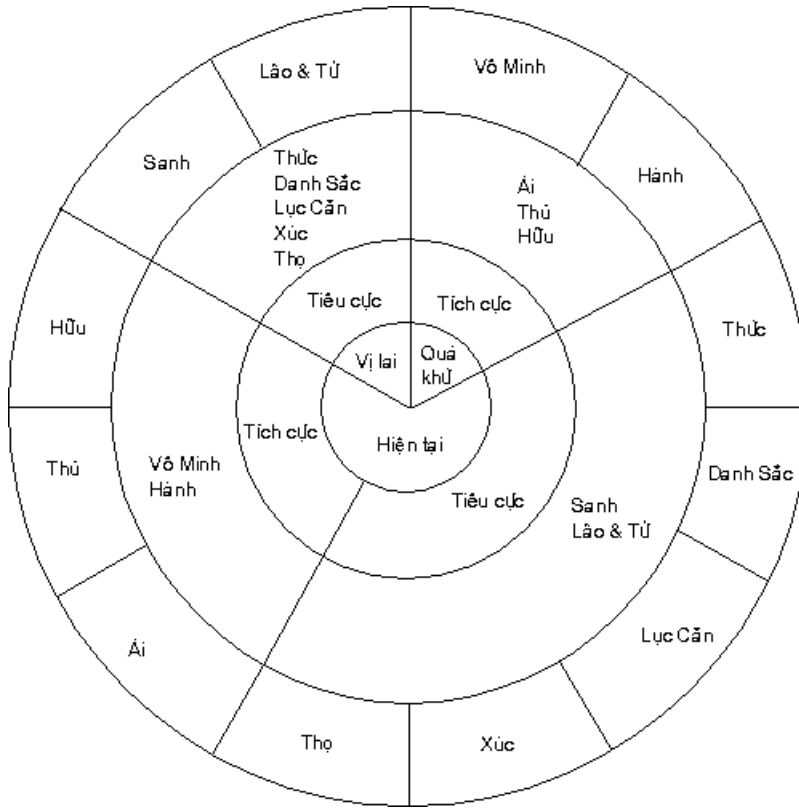 Lão & Tử
Vô Minh
Sanh
Hành
Thức
Danh Sắc
Lục Căn
Xúc
Thọ
Ái
Thủ
Hữu
Tiêu cực
Tích cực
Hữu
Thức
Vị lai
Quá
khứ
Tích cực
Hiện tại
Thủ
Vô Minh
Hành
Danh Sắc
Tiêu cực
Sanh
Lão & Tử
Ái
Lục Căn
Thọ
Xúc